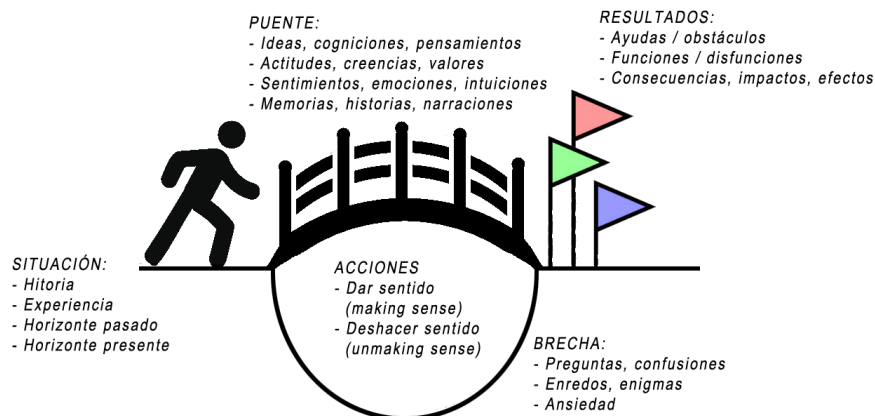 PUENTE:
- Ideas, cogniciones, pensamientos
- Actitudes, creencias, valores
- Sentimientos, emociones, intuiciones
- Memorias, historias, narraciones
RESULTADOS:
- Ayudas / obstáculos
- Funciones / disfunciones
- Consecuencias, impactos, efectos
SITUACIÓN:
- Hitoria
- Experiencia
- Horizonte pasado
- Horizonte presente
ACCIONES
- Dar sentido
(making sense)
- Deshacer sentido
(unmaking sense)
BRECHA:
- Preguntas, confusiones
- Enredos, enigmas
- Ansiedad